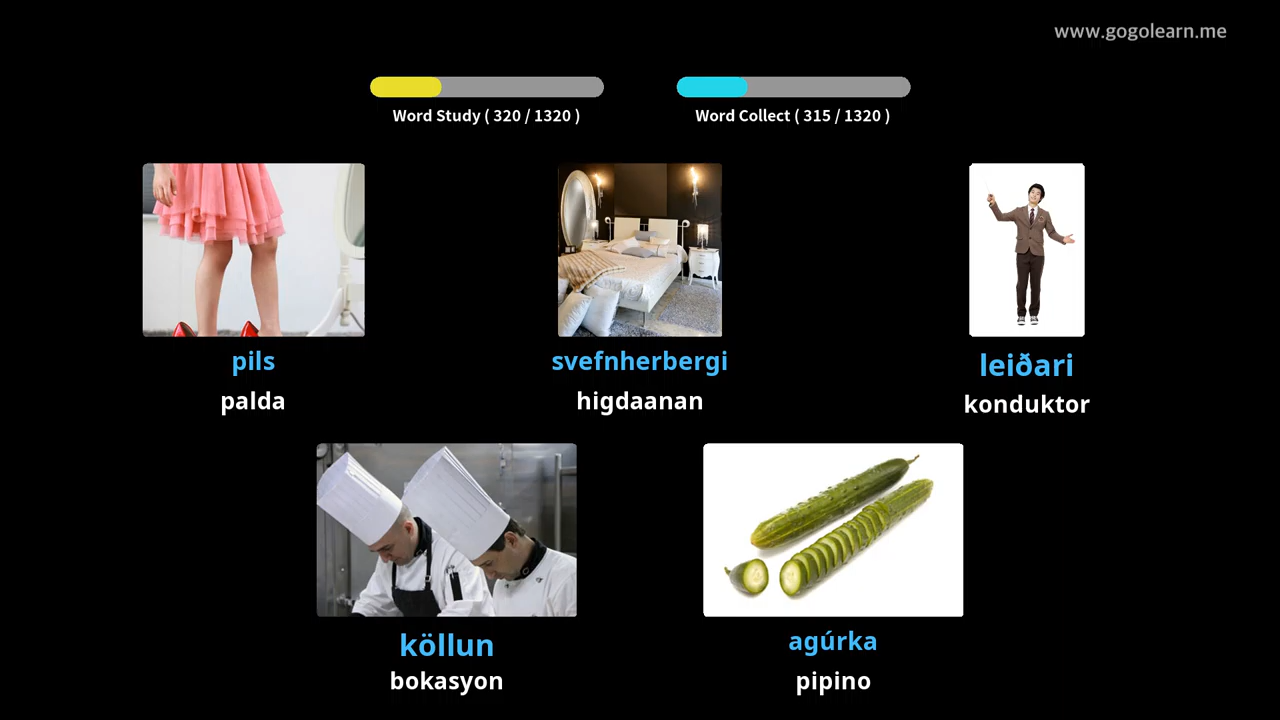 www.gogolearn.me
Word Study ( 320 / 1320 )
Word Collect ( 315 / 1320 )
pils
svefnherbergi
leiðari
palda
higdaanan
konduktor
köllun
agúrka
bokasyon
pipino